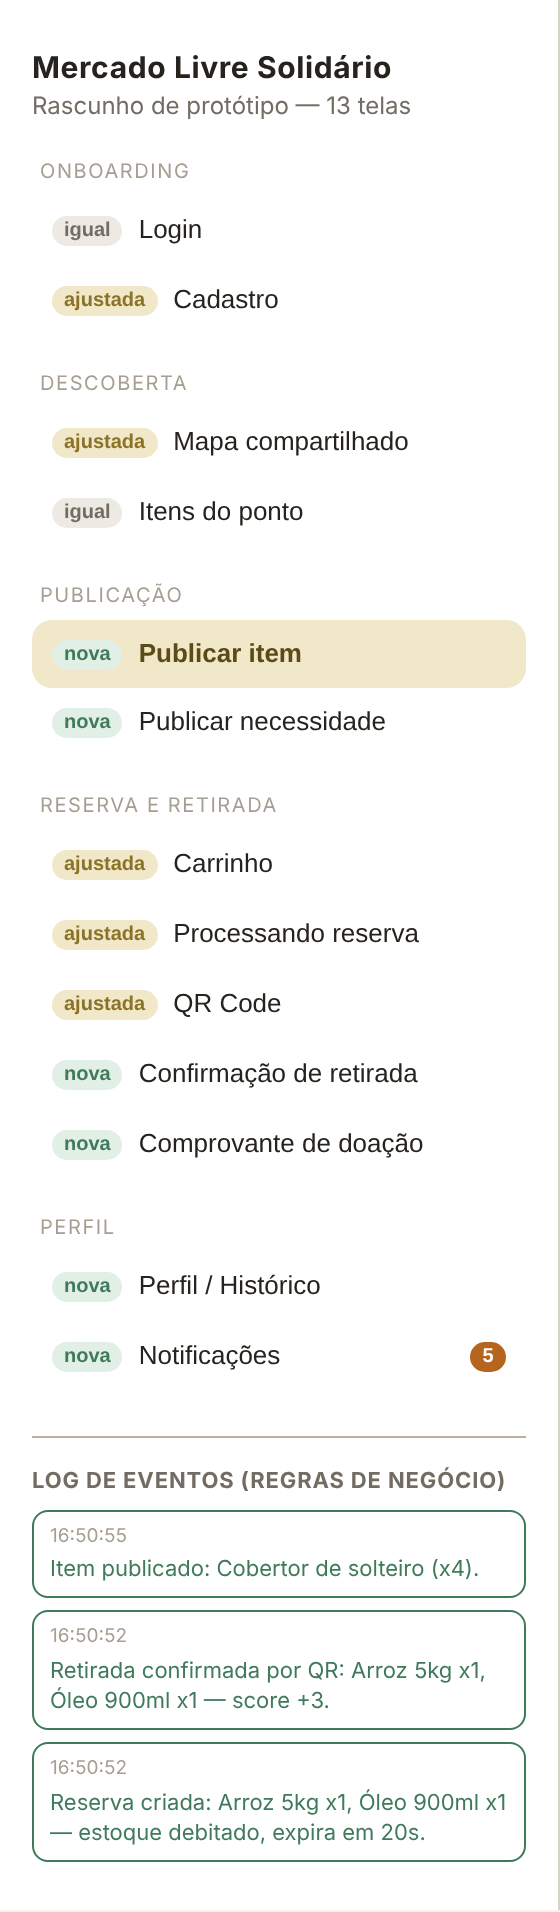 Mercado Livre Solidário
Rascunho de protótipo — 13 telas
ONBOARDING
igual Login
ajustada Cadastro
DESCOBERTA
ajustada Mapa compartilhado
igual Itens do ponto
PUBLICAÇÃO
nova Publicar item
nova Publicar necessidade
RESERVA E RETIRADA
ajustada Carrinho
ajustada Processando reserva
ajustada QR Code
nova Confirmação de retirada
nova Comprovante de doação
PERFIL
nova Perfil / Histórico
nova Notificações 5
LOG DE EVENTOS (REGRAS DE NEGÓCIO)
16:50:55
Item publicado: Cobertor de solteiro (x4).
16:50:52
Retirada confirmada por QR: Arroz 5kg x1,
Óleo 900ml x1 — score +3.
16:50:52
Reserva criada: Arroz 5kg x1, Óleo 900ml x1
— estoque debitado, expira em 20s.